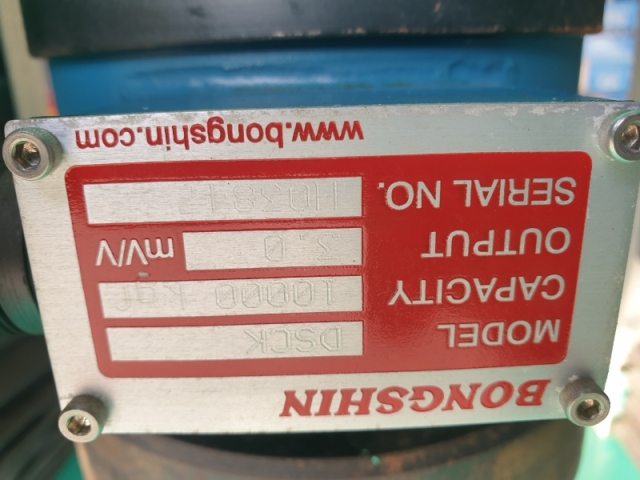 BONGSHIN
MODEL DSCK
CAPACITY 10000 kgf
OUTPUT 3.0 mV/V
SERIAL NO.
www.bongshin.com